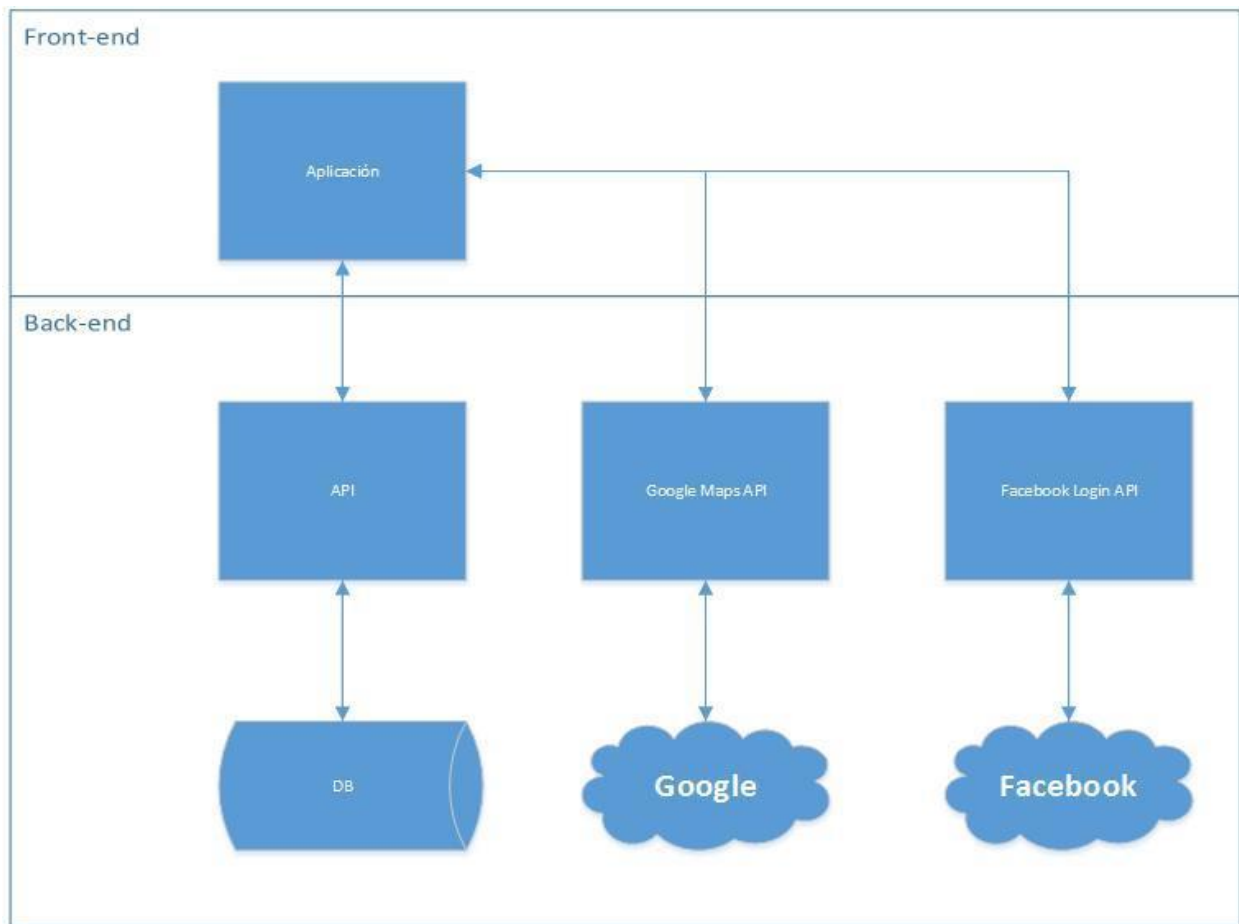 Front-end
Aplicación
Back-end
API
Google Maps API
Facebook Login API
DB
Google
Facebook